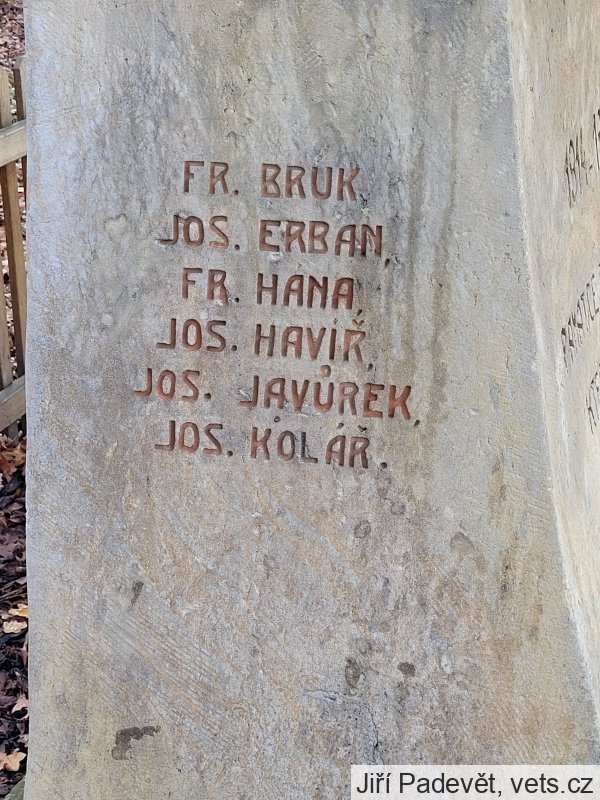 FR. BRUK
JOS. ERBAN,
FR. HANA,
JOS. HAVÍŘ,
JOS. JAVŮREK,
JOS. KOLÁŘ.
Jiří Padevět, vets.cz